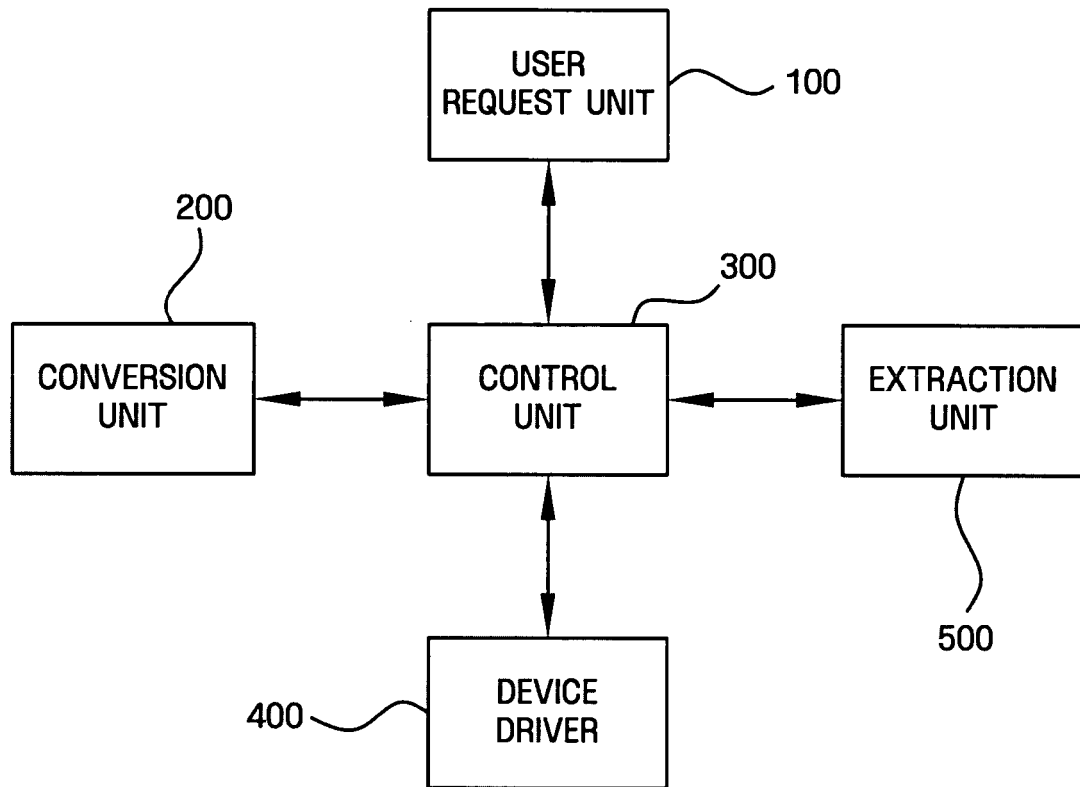 USER
REQUEST UNIT
100
200
300
CONVERSION
UNIT
CONTROL
UNIT
EXTRACTION
UNIT
500
400
DEVICE
DRIVER